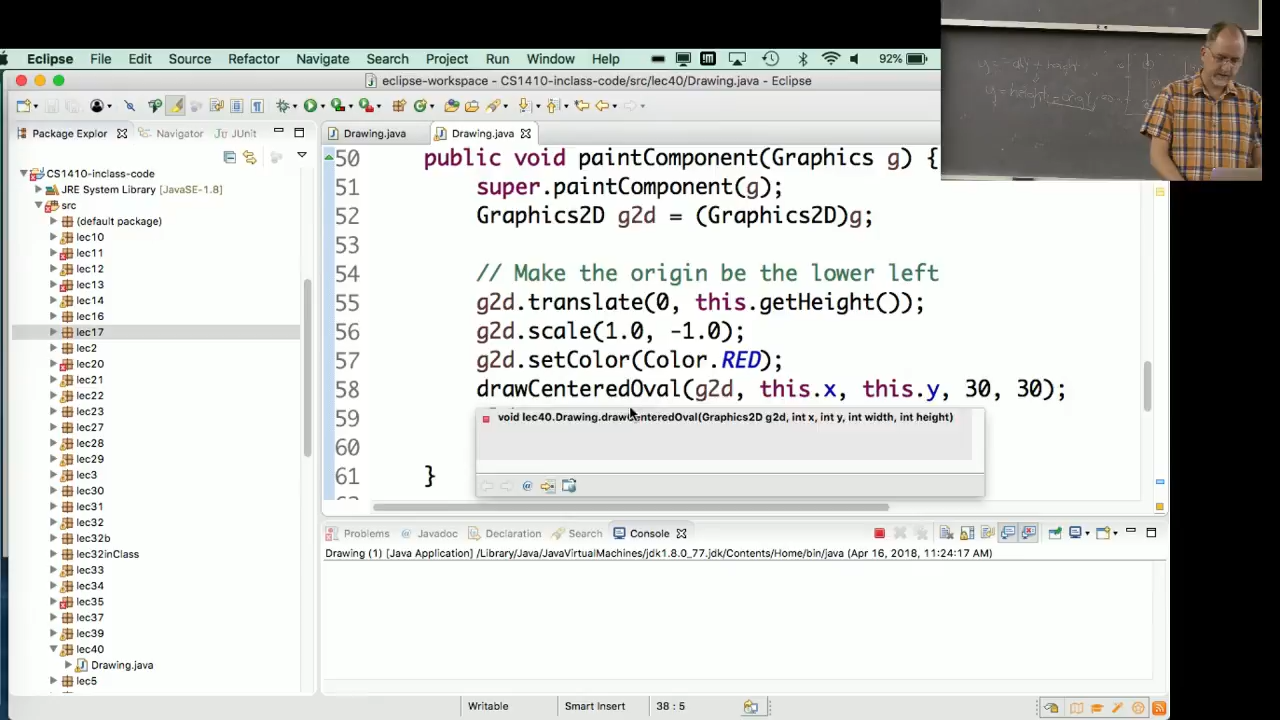 Eclipse File Edit Source Refactor Navigate Search Project Run Window Help 92%
eclipse-workspace - CS1410-inclass-code/src/lec40/Drawing.java - Eclipse
Package Explor Navigator JUnit
Drawing.java Drawing.java
CS1410-inclass-code
JRE System Library [JavaSE-1.8]
src
(default package)
lec10
lec11
lec12
lec13
lec14
lec16
lec17
lec2
lec20
lec21
lec22
lec23
lec27
lec28
lec29
lec3
lec30
lec31
lec32
lec32b
lec32inClass
lec33
lec34
lec35
lec37
lec39
lec40
Drawing.java
lec5
50 public void paintComponent(Graphics g) {
51 super.paintComponent(g);
52 Graphics2D g2d = (Graphics2D)g;
53
54 // Make the origin be the lower left
55 g2d.translate(0, this.getHeight());
56 g2d.scale(1.0, -1.0);
57 g2d.setColor(Color.RED);
58 drawCenteredOval(g2d, this.x, this.y, 30, 30);
59
void lec40.Drawing.drawCenteredOval(Graphics2D g2d, int x, int y, int width, int height)
60
61 }
Problems Javadoc Declaration Search Console
Drawing (1) [Java Application] /Library/Java/JavaVirtualMachines/jdk1.8.0_77.jdk/Contents/Home/bin/java (Apr 16, 2018, 11:24:17 AM)
Writable Smart Insert 38 : 5